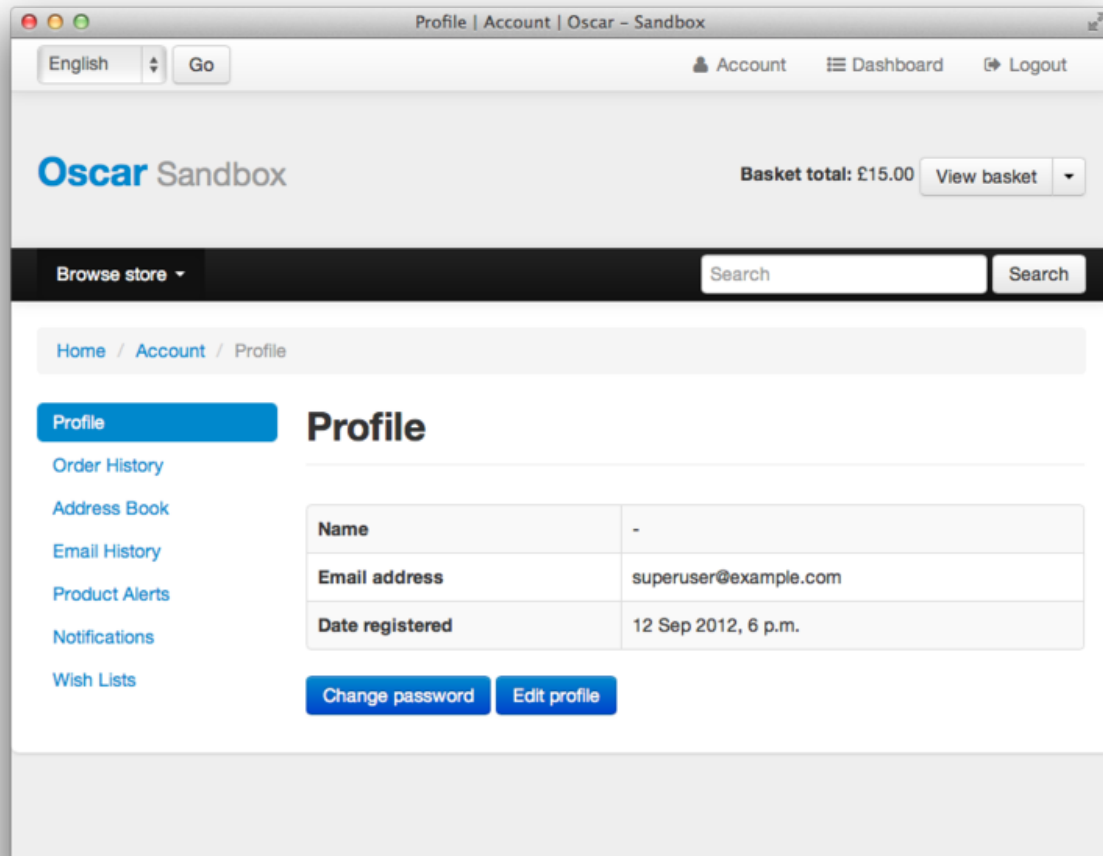 Profile | Account | Oscar – Sandbox
English Go Account Dashboard Logout
Oscar Sandbox Basket total: £15.00 View basket
Browse store Search Search
Home / Account / Profile
Profile
Order History
Address Book
Email History
Product Alerts
Notifications
Wish Lists
Profile
Name -
Email address superuser@example.com
Date registered 12 Sep 2012, 6 p.m.
Change password Edit profile